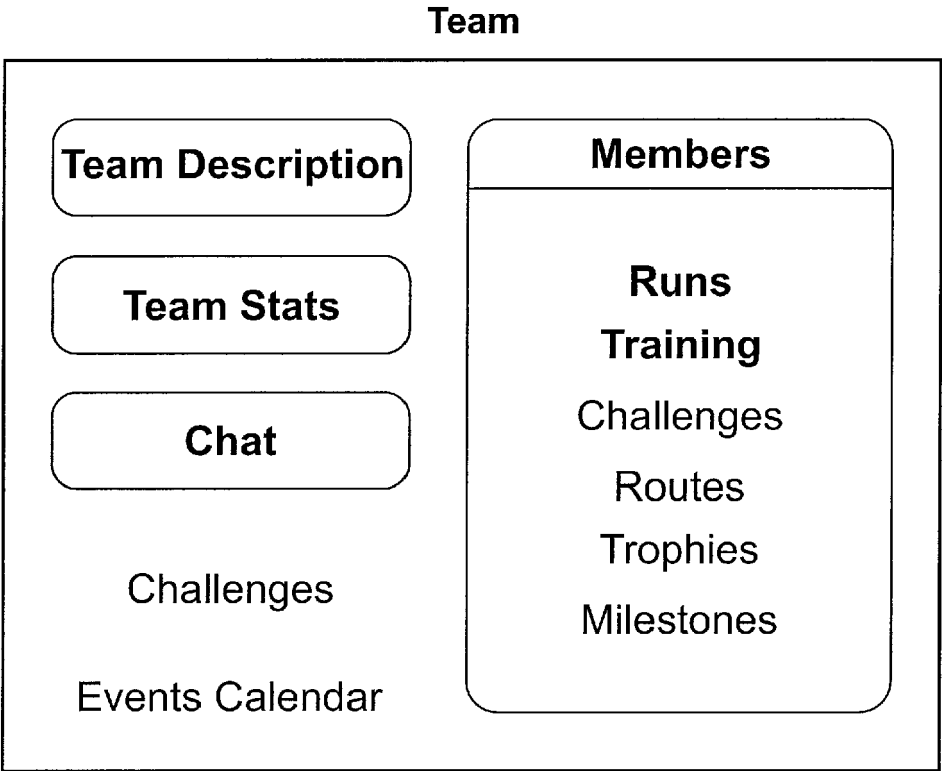 Team
Team Description
Team Stats
Chat
Challenges
Events Calendar
Members
Runs
Training
Challenges
Routes
Trophies
Milestones